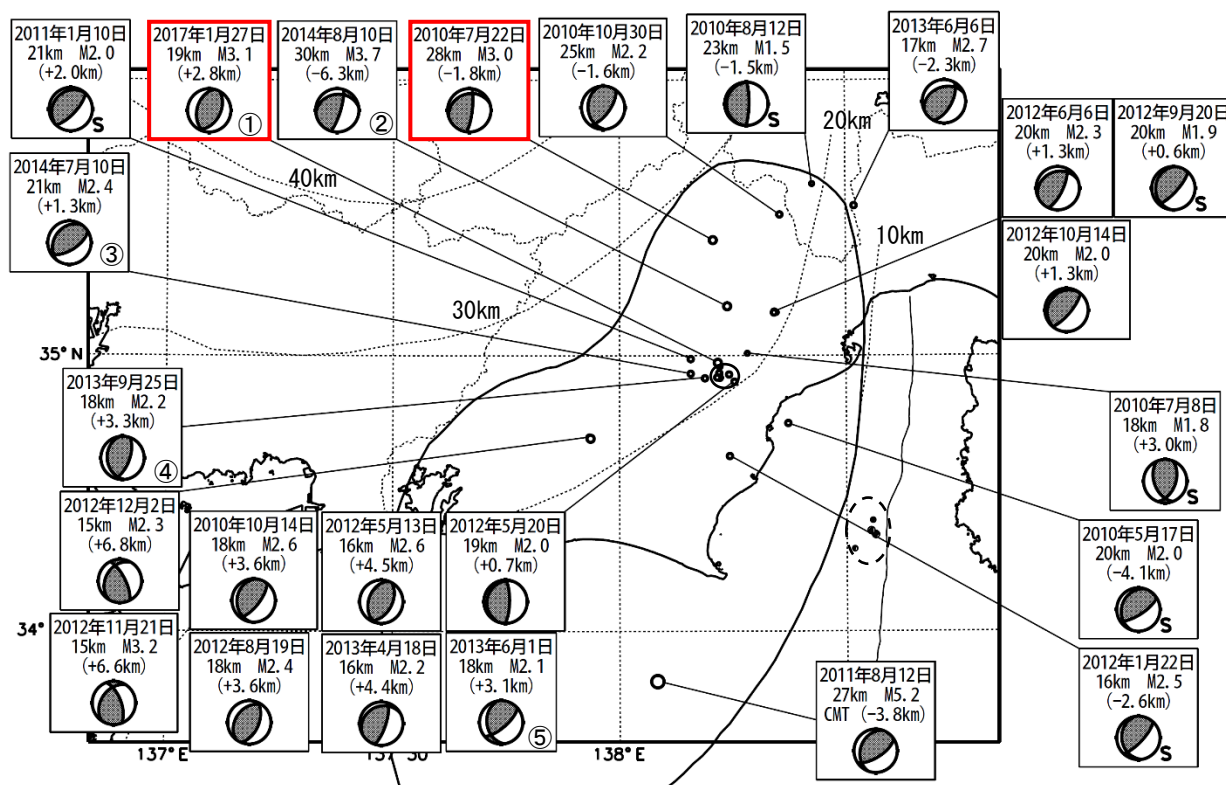 2011年1月10日
21km M2.0
(+2.0km)
S
2017年1月27日
19km M3.1
(+2.8km)
①
2014年8月10日
30km M3.7
(-6.3km)
②
2010年7月22日
28km M3.0
(-1.8km)
2010年10月30日
25km M2.2
(-1.6km)
2010年8月12日
23km M1.5
(-1.5km)
S
2013年6月6日
17km M2.7
(-2.3km)
2012年6月6日
20km M2.3
(+1.3km)
2012年9月20日
20km M1.9
(+0.6km)
S
2014年7月10日
21km M2.4
(+1.3km)
③
2012年10月14日
20km M2.0
(+1.3km)
40km
20km
10km
30km
35°N
2013年9月25日
18km M2.2
(+3.3km)
④
2010年7月8日
18km M1.8
(+3.0km)
S
2012年12月2日
15km M2.3
(+6.8km)
2010年10月14日
18km M2.6
(+3.6km)
2012年5月13日
16km M2.6
(+4.5km)
2012年5月20日
19km M2.0
(+0.7km)
2010年5月17日
20km M2.0
(-4.1km)
S
34°
2012年11月21日
15km M3.2
(+6.6km)
2012年8月19日
18km M2.4
(+3.6km)
2013年4月18日
16km M2.2
(+4.4km)
2013年6月1日
18km M2.1
(+3.1km)
⑤
2011年8月12日
27km M5.2
CMT (-3.8km)
2012年1月22日
16km M2.5
(-2.6km)
S
137°E
137°30'
138°